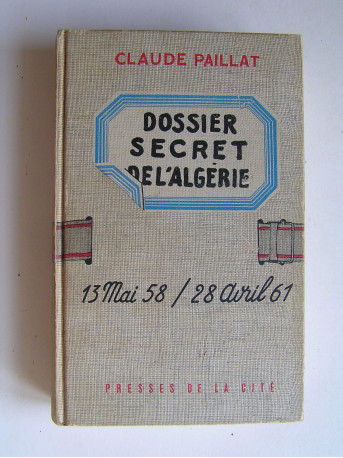 CLAUDE PAILLAT
DOSSIER
SECRET
DE L'ALGÉRIE
13 Mai 58 / 28 avril 61
PRESSES DE LA CITÉ